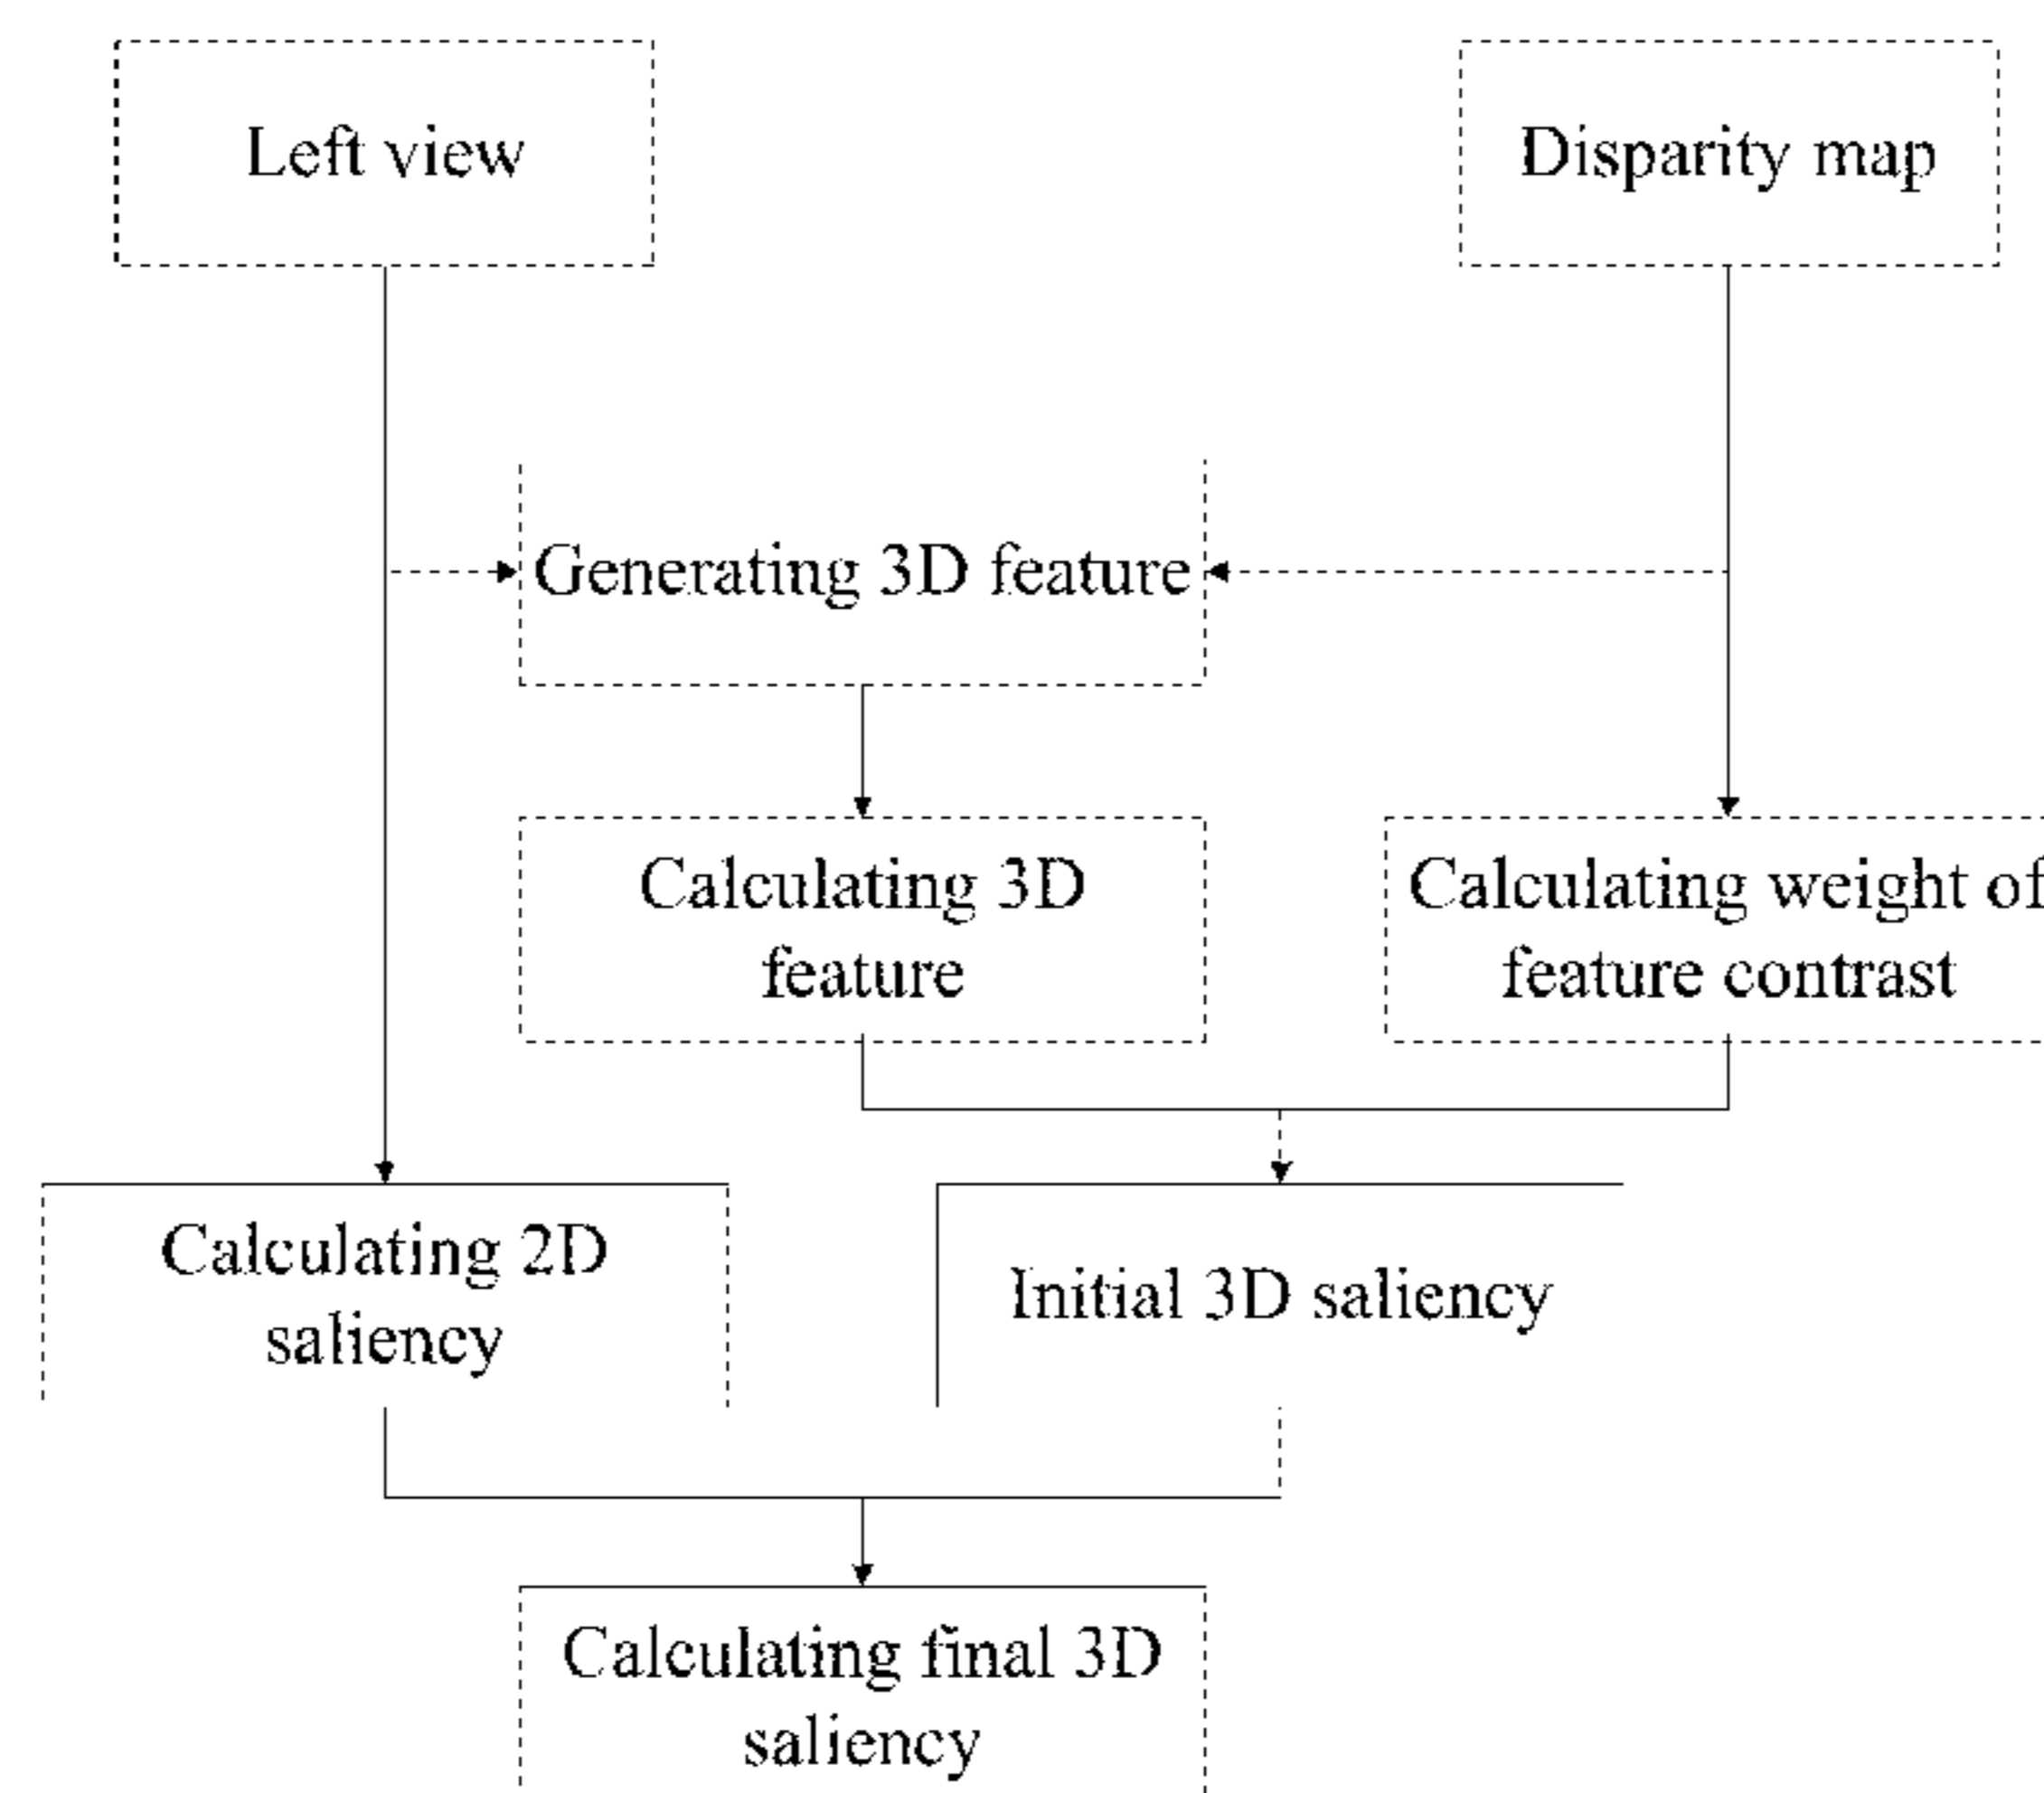 Left view
Disparity map
Generating 3D feature
Calculating 3D
feature
Calculating weight of
feature contrast
Calculating 2D
saliency
Initial 3D saliency
Calculating final 3D
saliency